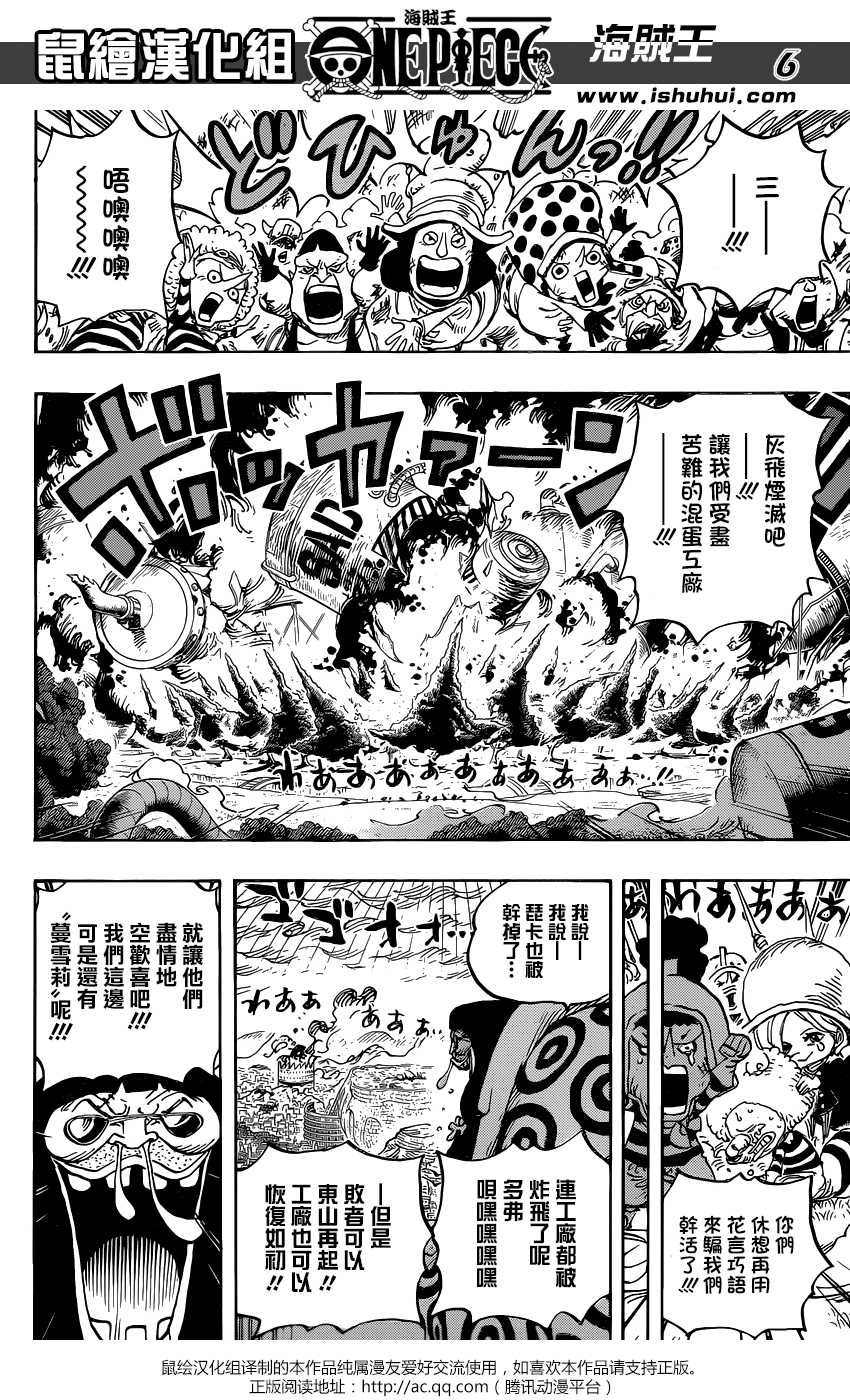 海賊王
鼠繪漢化組
ONE PIECE
海賊王
6
www.ishuhui.com
三——!!!
どひゅんっ!!
唔噢噢噢
~~~~~!!!
灰飛煙滅吧
——!!!
讓我們受盡
苦難的混蛋工廠
——!!!
ボッカァーン
BAD
わあぁああぁああぁあぁ..!!
わあぁ
你們
休想再用
花言巧語
來騙我們
幹活了!!!
我說—
我說—
琵卡也被
幹掉了…
ゴゴゴォ
わあぁ
あぁぁ
連工廠都被
炸飛了呢
多弗
唄嘿嘿嘿嘿
—但是
敗者可以
東山再起!!
工廠也可以
恢復如初!!
就讓他們
盡情地
空歡喜吧!!!
我們這邊
可是還有
〝蔓雪莉〞呢!!!
鼠绘汉化组译制的本作品纯属漫友爱好交流使用，如喜欢本作品请支持正版。
正版阅读地址：http://ac.qq.com（腾讯动漫平台）